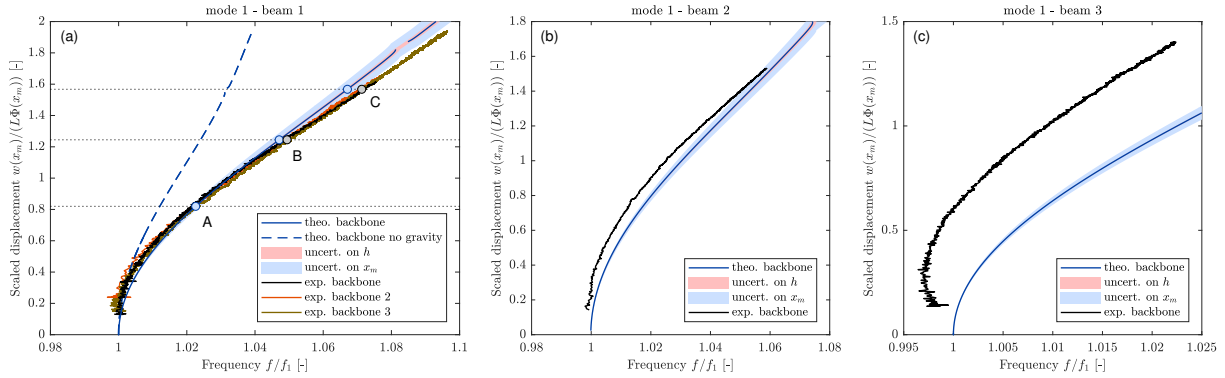 mode 1 - beam 1
(a)
Scaled displacement w(x_m)/(LΦ(x_m)) [-]
2
1.8
1.6
1.4
1.2
1
0.8
0.6
0.4
0.2
0
A
B
C
theo. backbone
theo. backbone no gravity
uncert. on h
uncert. on x_m
exp. backbone
exp. backbone 2
exp. backbone 3
0.98
1
1.02
1.04
1.06
1.08
1.1
Frequency f/f_1 [-]
mode 1 - beam 2
(b)
Scaled displacement w(x_m)/(LΦ(x_m)) [-]
1.8
1.6
1.4
1.2
1
0.8
0.6
0.4
0.2
0
theo. backbone
uncert. on h
uncert. on x_m
exp. backbone
0.98
1
1.02
1.04
1.06
1.08
Frequency f/f_1 [-]
mode 1 - beam 3
(c)
Scaled displacement w(x_m)/(LΦ(x_m)) [-]
1.5
1
0.5
0
theo. backbone
uncert. on h
uncert. on x_m
exp. backbone
0.995
1
1.005
1.01
1.015
1.02
1.025
Frequency f/f_1 [-]